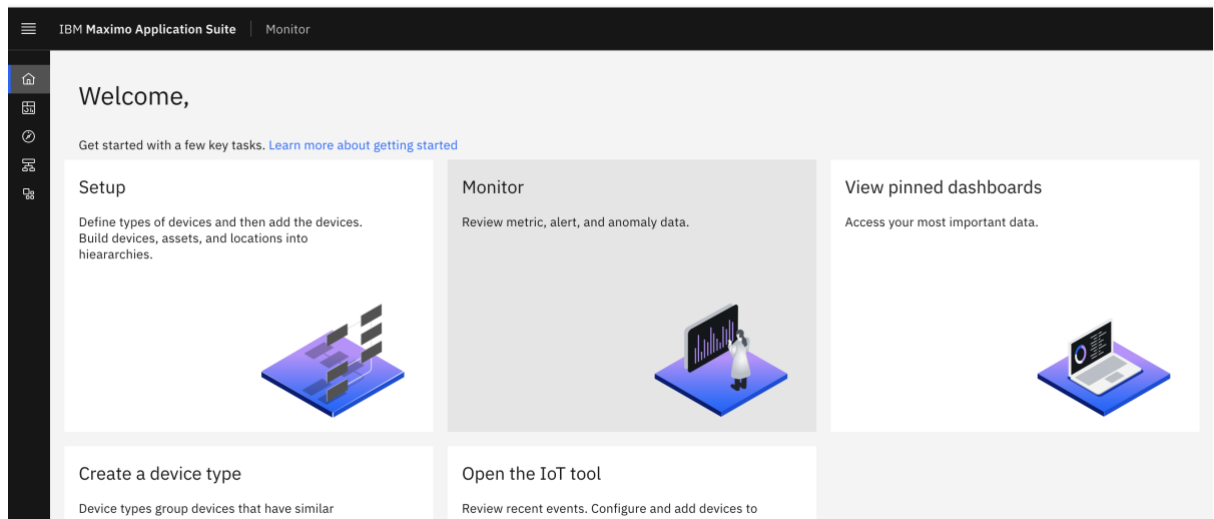 IBM Maximo Application Suite Monitor
Welcome,
Get started with a few key tasks. Learn more about getting started
Setup
Define types of devices and then add the devices.
Build devices, assets, and locations into
hieararchies.
Monitor
Review metric, alert, and anomaly data.
View pinned dashboards
Access your most important data.
Create a device type
Device types group devices that have similar
Open the IoT tool
Review recent events. Configure and add devices to